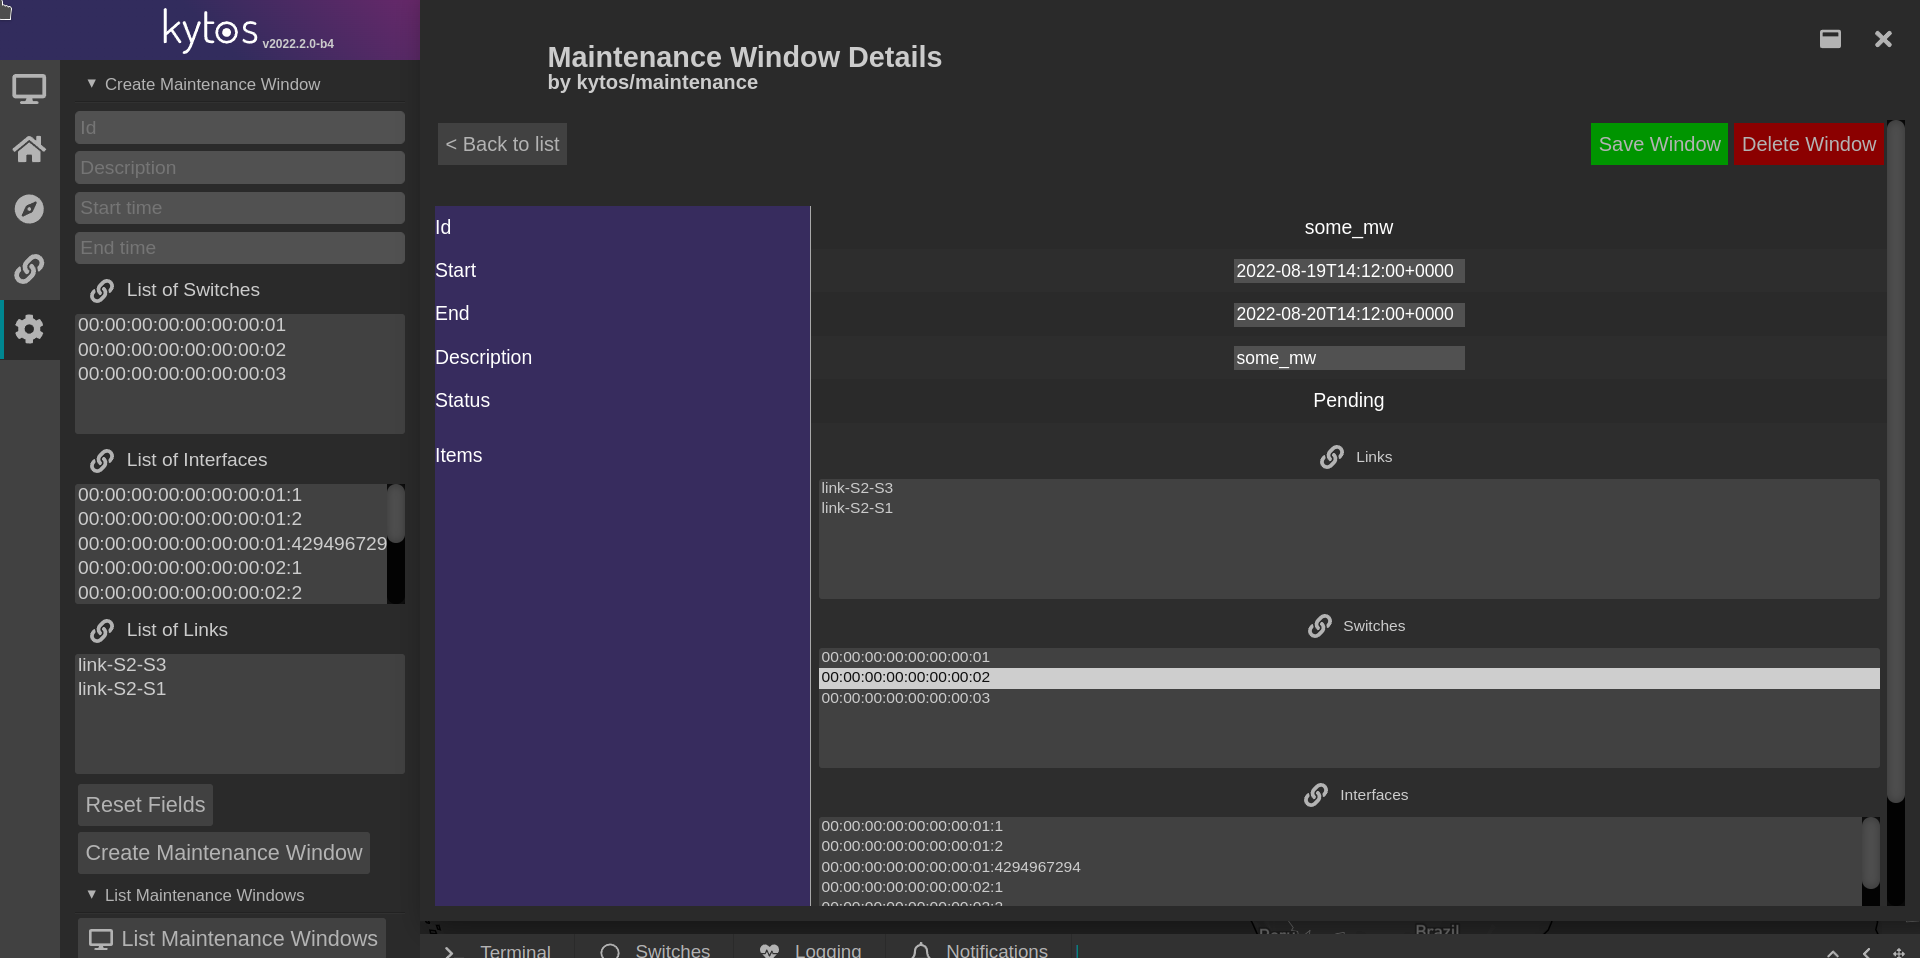 kytos v2022.2.0-b4
Create Maintenance Window
Id
Description
Start time
End time
List of Switches
00:00:00:00:00:00:00:01
00:00:00:00:00:00:00:02
00:00:00:00:00:00:00:03
List of Interfaces
00:00:00:00:00:00:00:01:1
00:00:00:00:00:00:00:01:2
00:00:00:00:00:00:00:01:429496729
00:00:00:00:00:00:00:02:1
00:00:00:00:00:00:00:02:2
List of Links
link-S2-S3
link-S2-S1
Reset Fields
Create Maintenance Window
List Maintenance Windows
List Maintenance Windows
Maintenance Window Details
by kytos/maintenance
< Back to list
Save Window
Delete Window
Id some_mw
Start 2022-08-19T14:12:00+0000
End 2022-08-20T14:12:00+0000
Description some_mw
Status Pending
Items
Links
link-S2-S3
link-S2-S1
Switches
00:00:00:00:00:00:00:01
00:00:00:00:00:00:00:02
00:00:00:00:00:00:00:03
Interfaces
00:00:00:00:00:00:00:01:1
00:00:00:00:00:00:00:01:2
00:00:00:00:00:00:00:01:4294967294
00:00:00:00:00:00:00:02:1
00:00:00:00:00:00:00:02:2
Brazil
Terminal Switches Logging Notifications